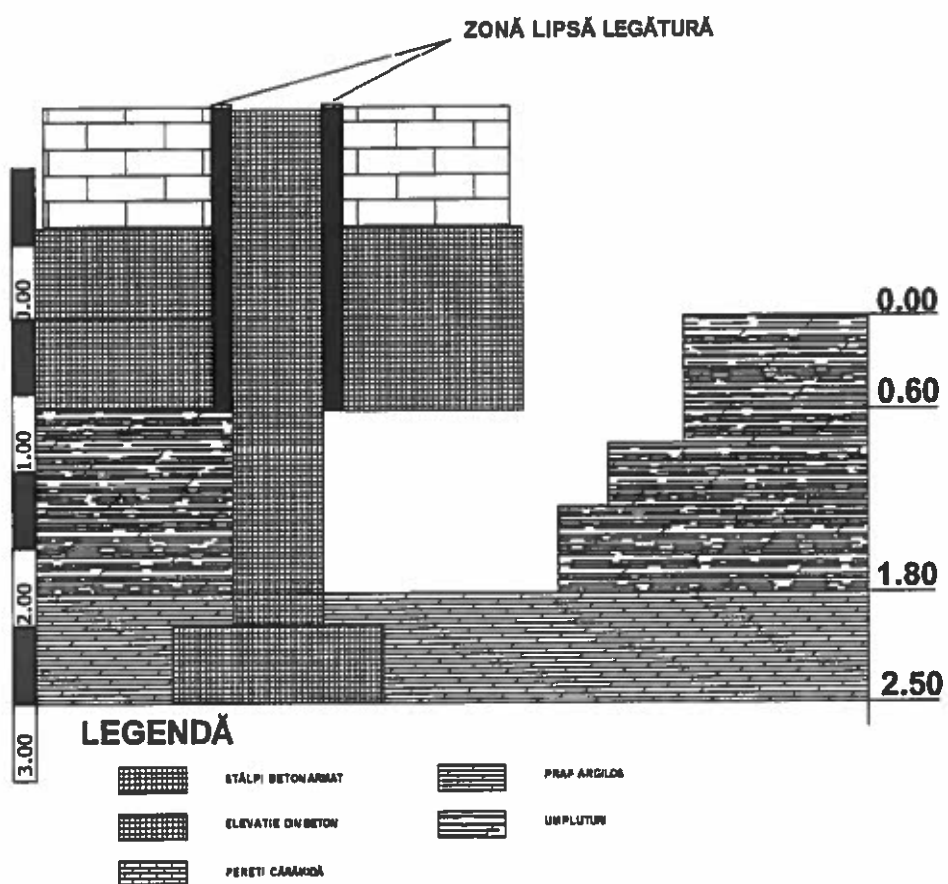 ZONĂ LIPSĂ LEGĂTURĂ
0.00
1.00
2.00
3.00
0.00
0.60
1.80
2.50
LEGENDĂ
STÂLPI BETON ARMAT
ELEVATIE DIN BETON
PERETI CĂRĂMIDĂ
PRAF ARGILOS
UMPLUTURI